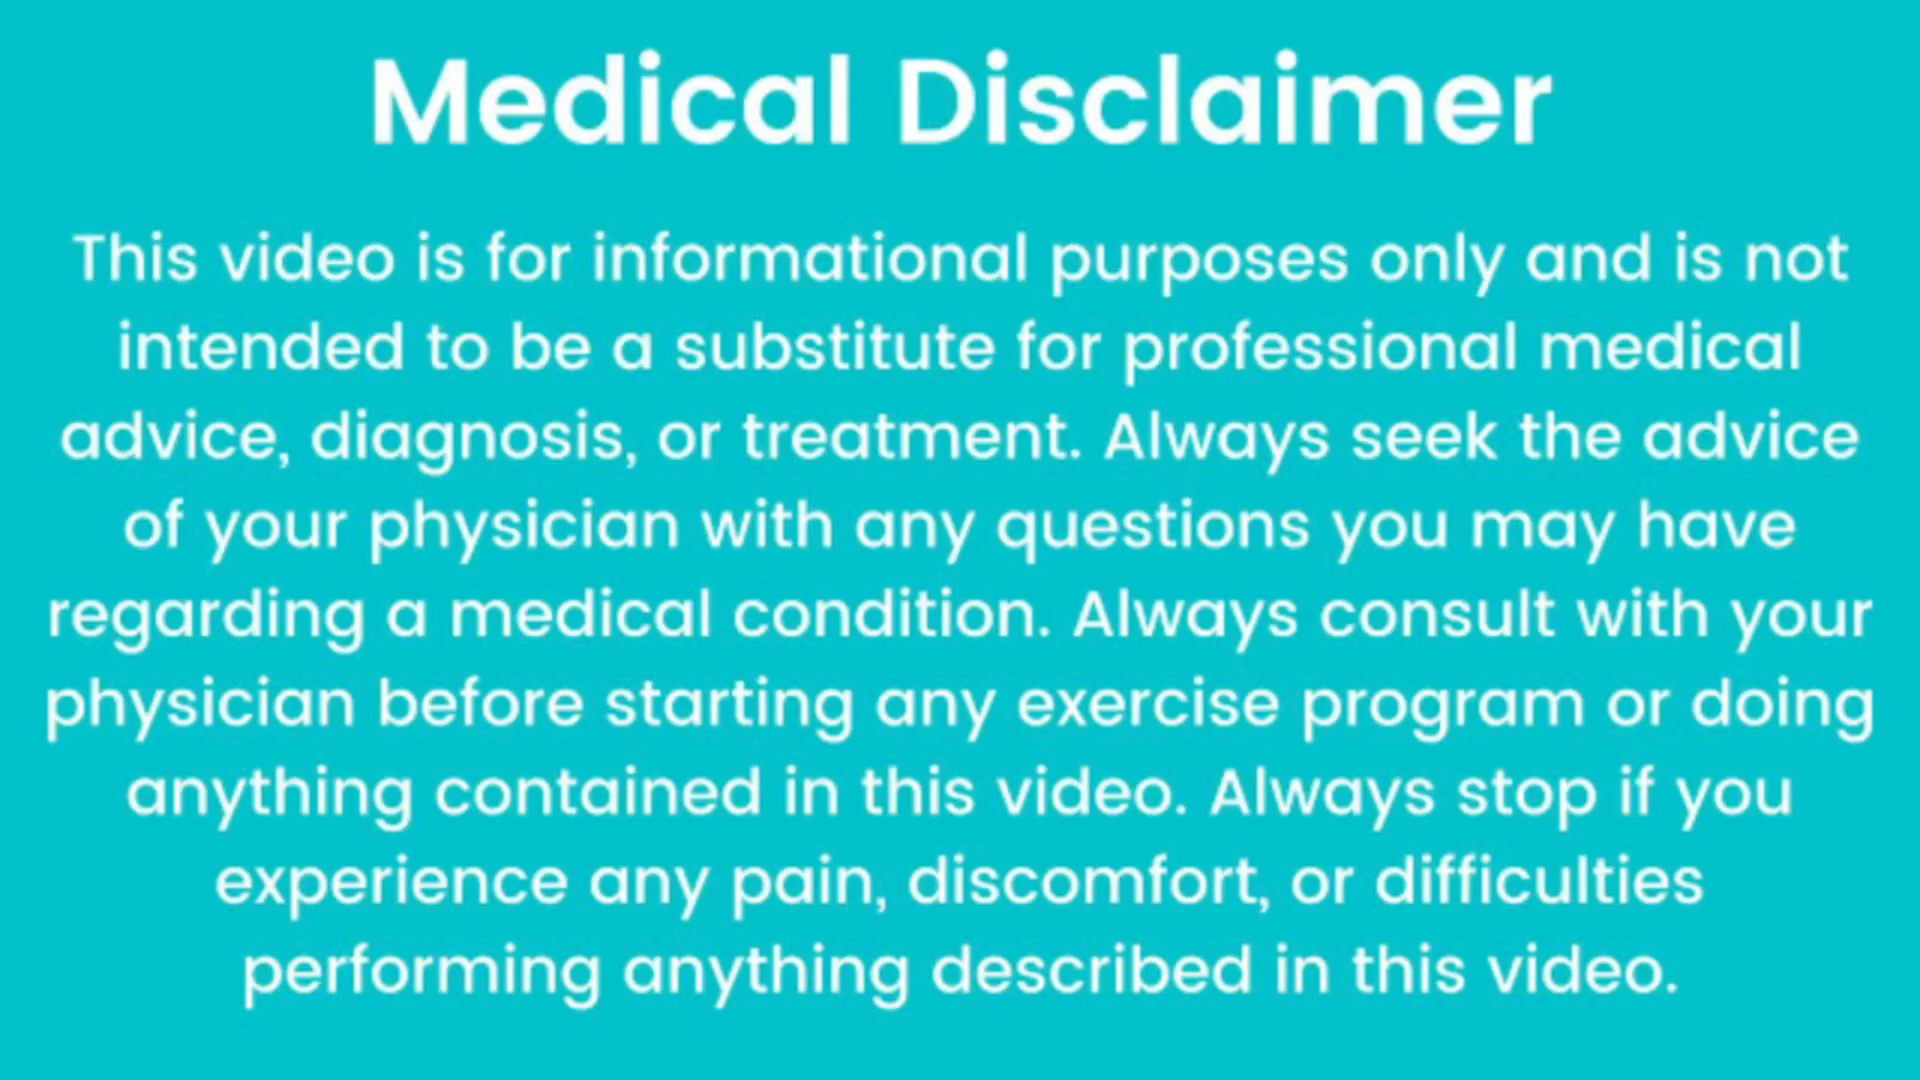 Medical Disclaimer
This video is for informational purposes only and is not
intended to be a substitute for professional medical
advice, diagnosis, or treatment. Always seek the advice
of your physician with any questions you may have
regarding a medical condition. Always consult with your
physician before starting any exercise program or doing
anything contained in this video. Always stop if you
experience any pain, discomfort, or difficulties
performing anything described in this video.